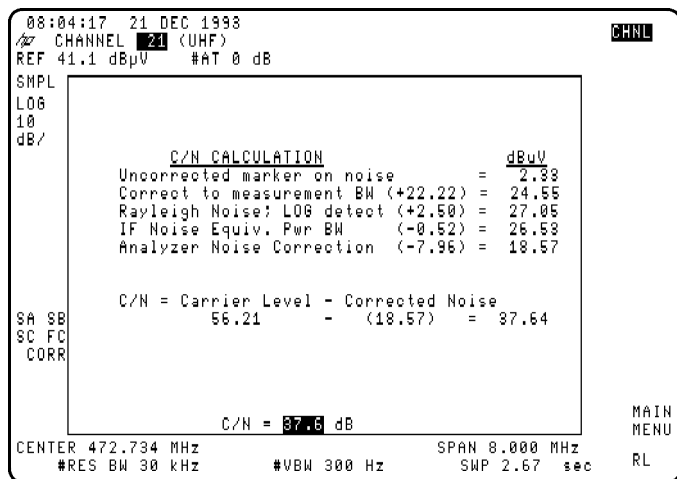 08:04:17 21 DEC 1993
hp CHANNEL 21 (UHF)
CHNL
REF 41.1 dBµV #AT 0 dB
SMPL
LOG
10
dB/
C/N CALCULATION dBuV
Uncorrected marker on noise = 2.33
Correct to measurement BW (+22.22) = 24.55
Rayleigh Noise; LOG detect (+2.50) = 27.05
IF Noise Equiv. Pwr BW (-0.52) = 26.53
Analyzer Noise Correction (-7.96) = 18.57
C/N = Carrier Level - Corrected Noise
56.21 - (18.57) = 37.64
SA SB
SC FC
CORR
C/N = 37.6 dB
MAIN
MENU
CENTER 472.734 MHz SPAN 8.000 MHz
#RES BW 30 kHz #VBW 300 Hz SWP 2.67 sec
RL